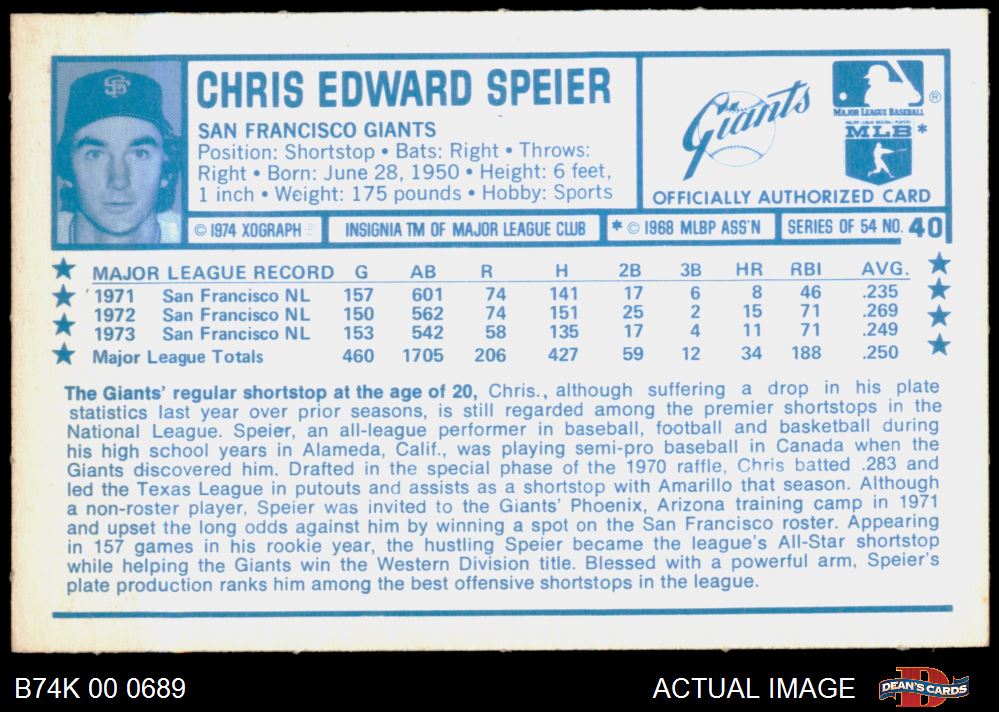 SF
CHRIS EDWARD SPEIER
SAN FRANCISCO GIANTS
Position: Shortstop • Bats: Right • Throws:
Right • Born: June 28, 1950 • Height: 6 feet,
1 inch • Weight: 175 pounds • Hobby: Sports
Giants
MAJOR LEAGUE BASEBALL ®
MLB *
OFFICIALLY AUTHORIZED CARD
© 1974 XOGRAPH ®
INSIGNIA TM OF MAJOR LEAGUE CLUB
* © 1968 MLBP ASS'N
SERIES OF 54 NO. 40
★ MAJOR LEAGUE RECORD G AB R H 2B 3B HR RBI AVG. ★
★ 1971 San Francisco NL 157 601 74 141 17 6 8 46 .235 ★
1972 San Francisco NL 150 562 74 151 25 2 15 71 .269
★ 1973 San Francisco NL 153 542 58 135 17 4 11 71 .249 ★
★ Major League Totals 460 1705 206 427 59 12 34 188 .250 ★
The Giants' regular shortstop at the age of 20, Chris., although suffering a drop in his plate
statistics last year over prior seasons, is still regarded among the premier shortstops in the
National League. Speier, an all-league performer in baseball, football and basketball during
his high school years in Alameda, Calif., was playing semi-pro baseball in Canada when the
Giants discovered him. Drafted in the special phase of the 1970 raffle, Chris batted .283 and
led the Texas League in putouts and assists as a shortstop with Amarillo that season. Although
a non-roster player, Speier was invited to the Giants' Phoenix, Arizona training camp in 1971
and upset the long odds against him by winning a spot on the San Francisco roster. Appearing
in 157 games in his rookie year, the hustling Speier became the league's All-Star shortstop
while helping the Giants win the Western Division title. Blessed with a powerful arm, Speier's
plate production ranks him among the best offensive shortstops in the league.
B74K 00 0689
ACTUAL IMAGE
DEAN'S CARDS